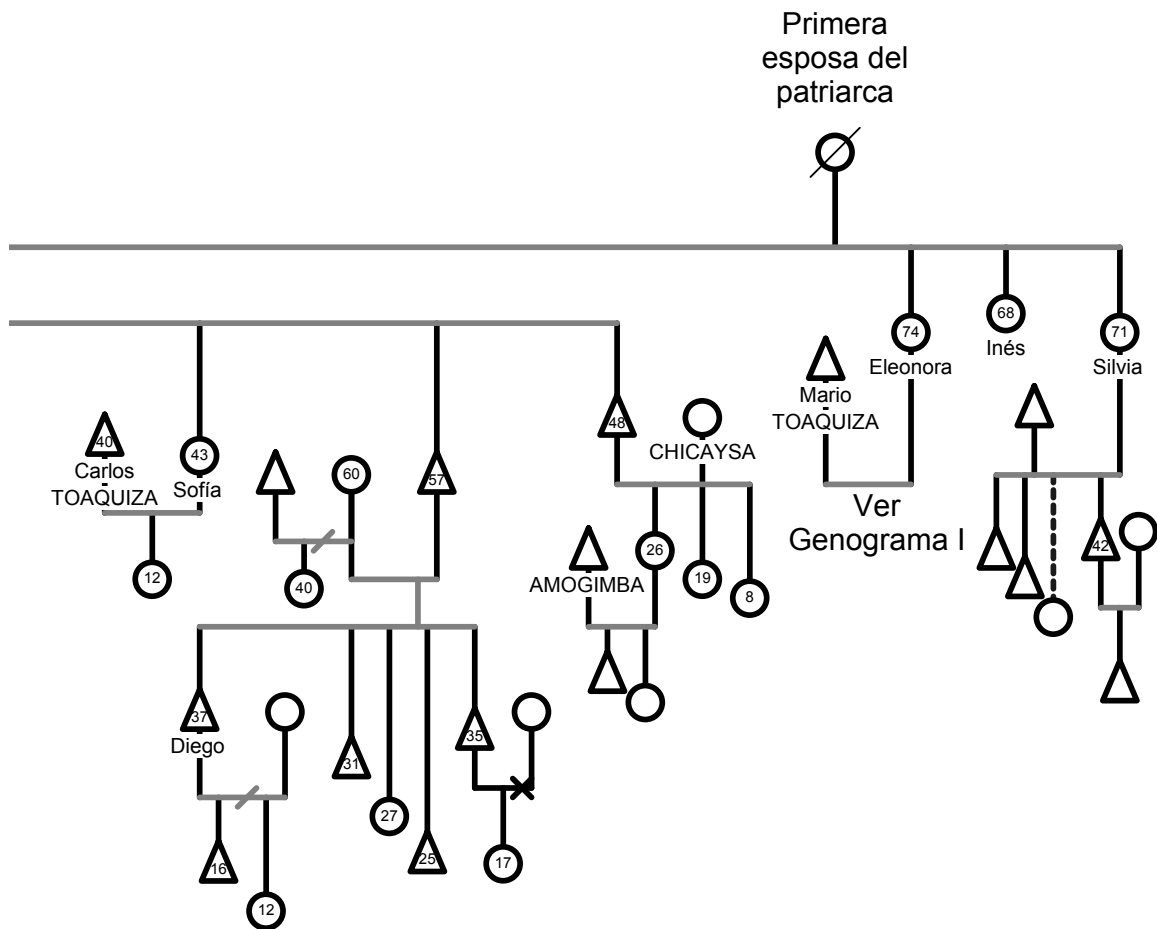 Primera
esposa del
patriarca
74
Eleonora
68
Inés
71
Silvia
Mario
TOAQUIZA
Ver
Genograma I
42
40
Carlos
TOAQUIZA
43
Sofía
12
60
57
40
48
CHICAYSA
26
19
8
AMOGIMBA
37
Diego
31
27
25
35
17
16
12